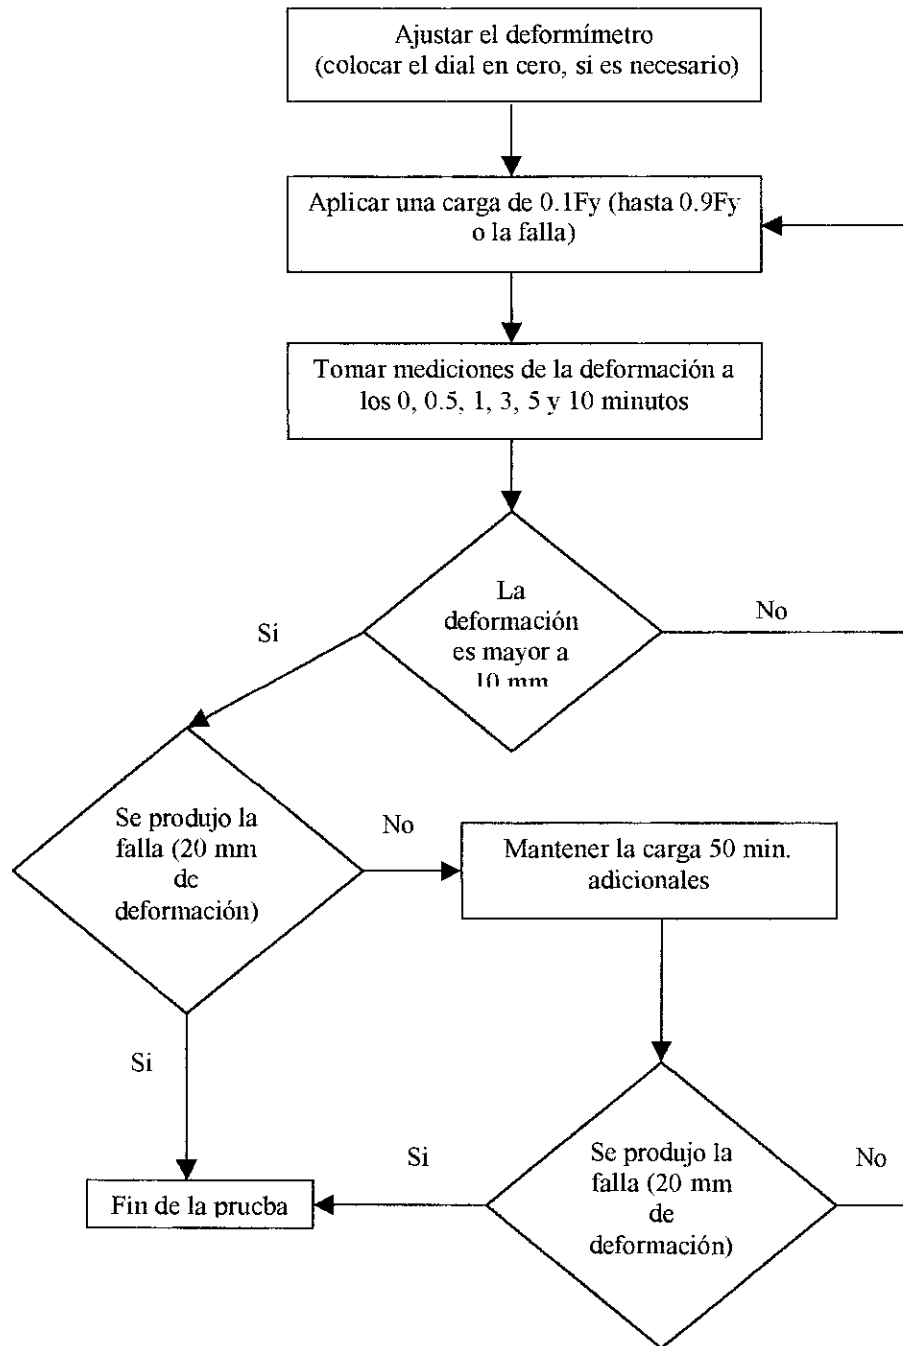 Ajustar el deformímetro
(colocar el dial en cero, si es necesario)
Aplicar una carga de 0.1Fy (hasta 0.9Fy
o la falla)
Tomar mediciones de la deformación a
los 0, 0.5, 1, 3, 5 y 10 minutos
La
deformación
es mayor a
10 mm
Si
No
Se produjo la
falla (20 mm
de
deformación)
No
Mantener la carga 50 min.
adicionales
Si
Si
Se produjo la
falla (20 mm
de
deformación)
No
Fin de la prueba